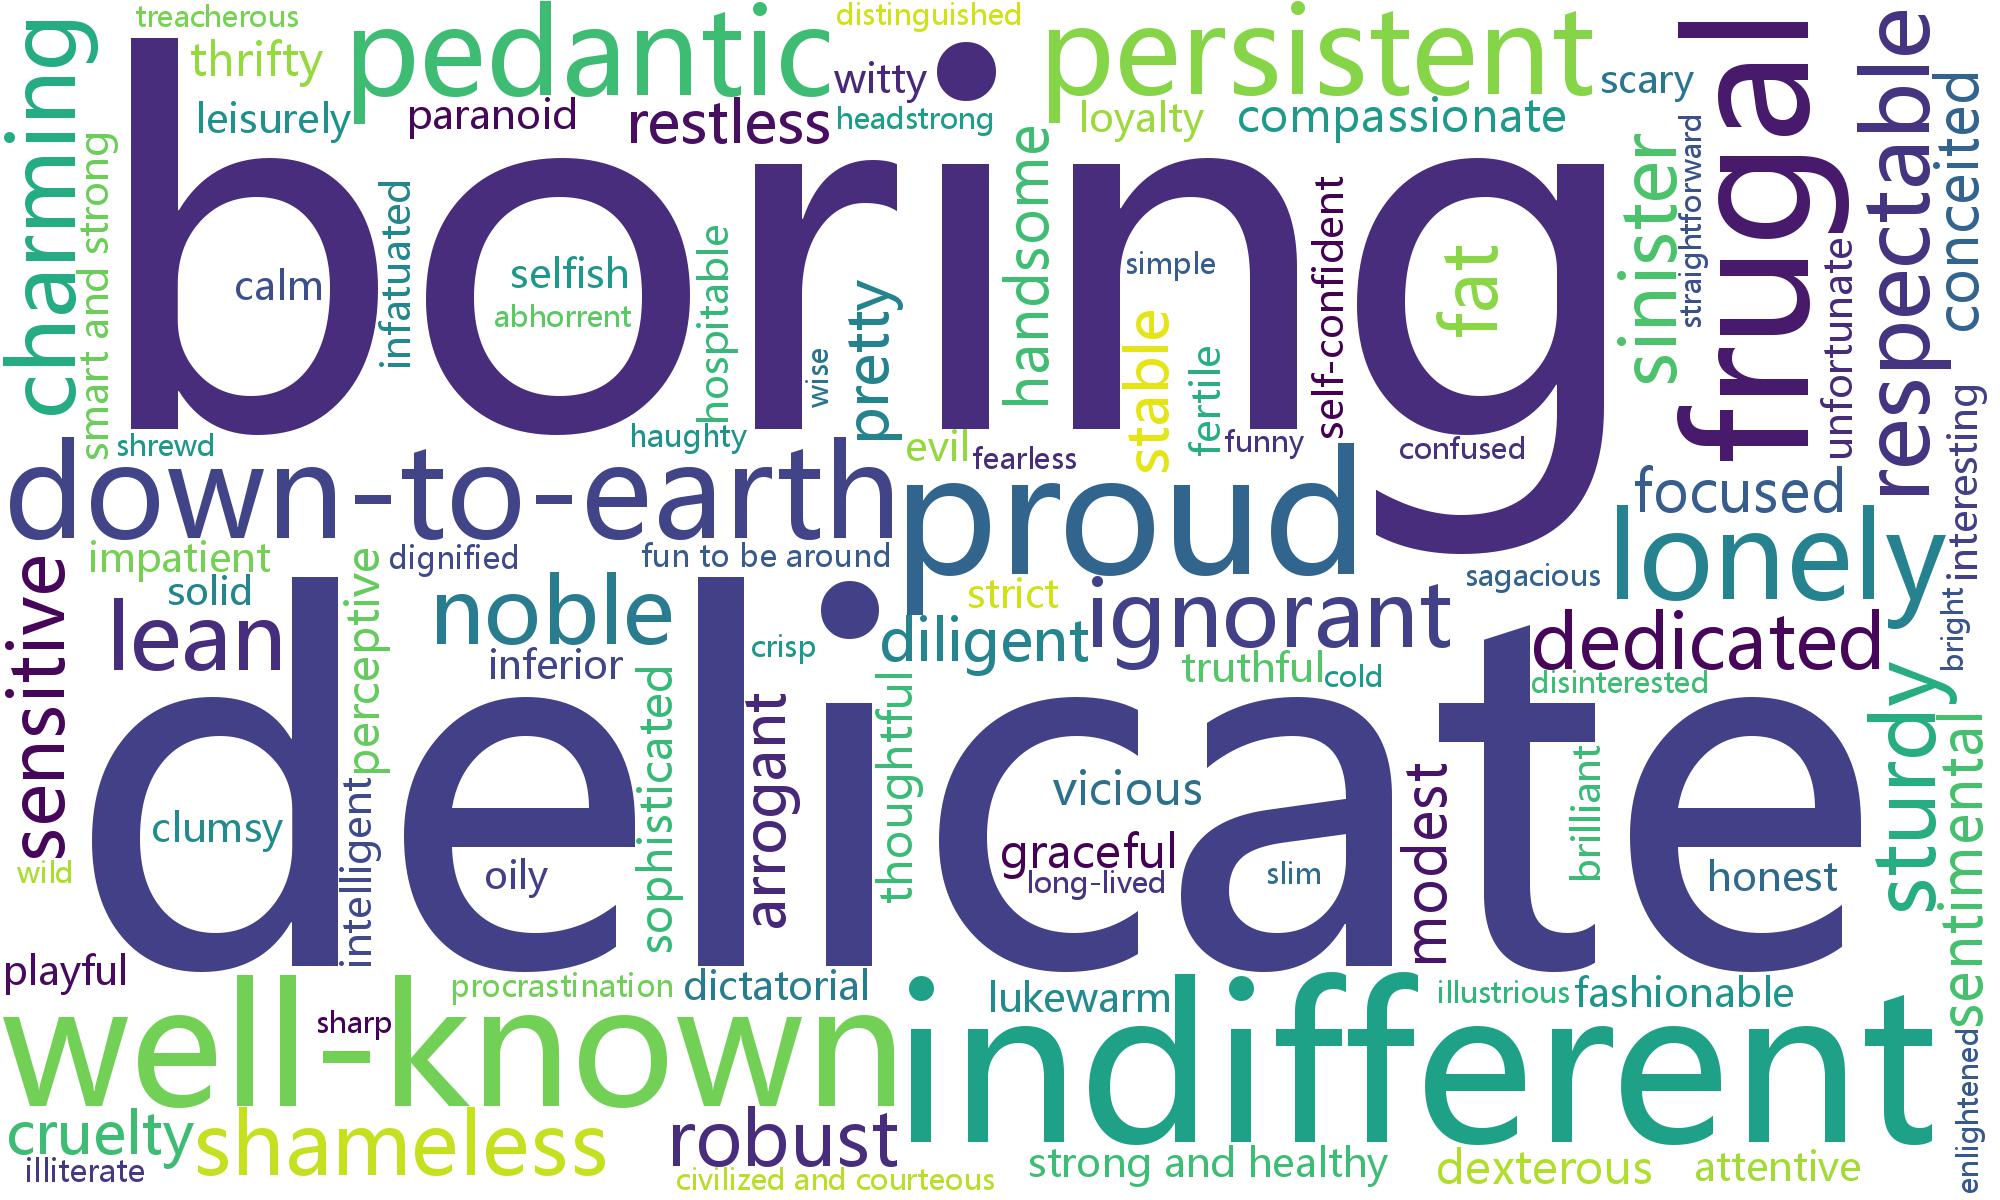 treacherous
distinguished
thrifty
pedantic
witty
persistent
scary
frugal
respectable
charming
leisurely
paranoid
restless
headstrong
loyalty
compassionate
conceited
smart and strong
boring
infatuated
hospitable
handsome
self-confident
sinister
straightforward
unfortunate
calm
selfish
abhorrent
simple
fat
wise
pretty
stable
fertile
shrewd
haughty
evil
fearless
funny
confused
down-to-earth
proud
focused
lonely
interesting
impatient
dignified
fun to be around
sagacious
sensitive
solid
perceptive
noble
strict
ignorant
bright
lean
inferior
crisp
diligent
dedicated
truthful
cold
disinterested
delicate
sophisticated
arrogant
thoughtful
vicious
modest
brilliant
sturdy
sentimental
clumsy
intelligent
oily
graceful
long-lived
slim
honest
wild
playful
procrastination
dictatorial
lukewarm
illustrious
fashionable
well-known
sharp
indifferent
enlightened
cruelty
shameless
robust
illiterate
civilized and courteous
strong and healthy
dexterous
attentive